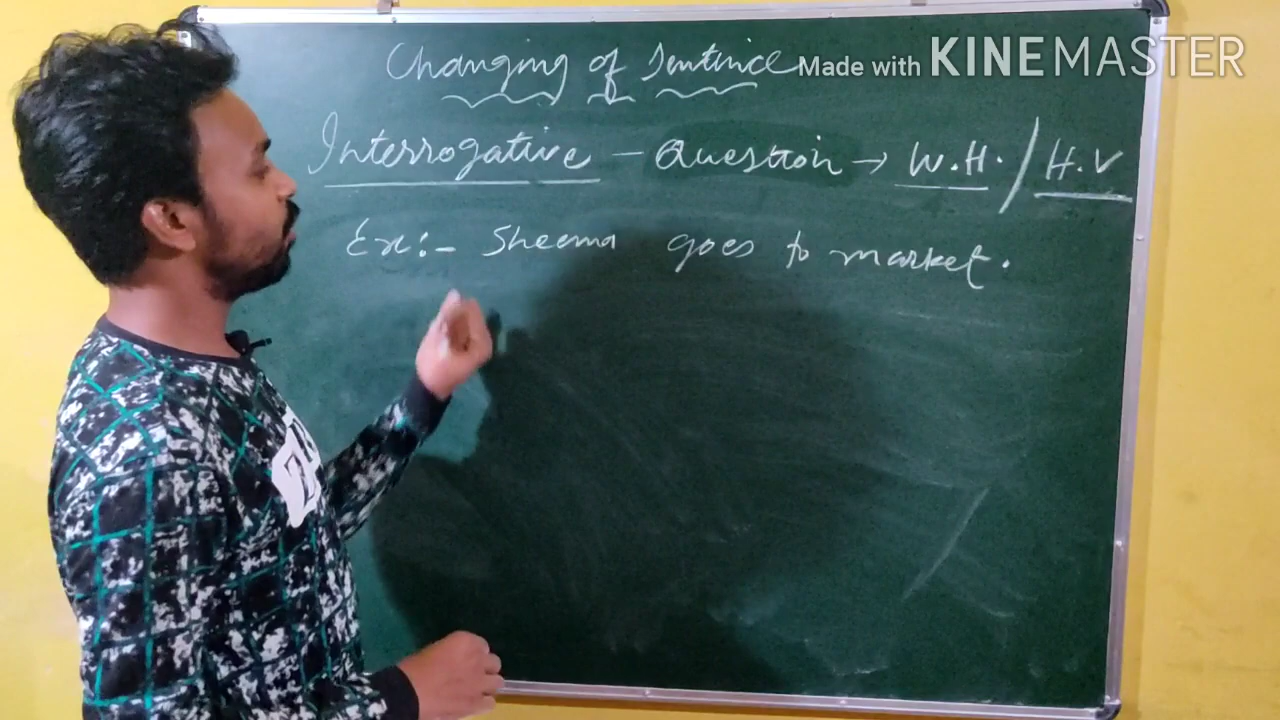 Changing of Sentence
Made with KINEMASTER
Interrogative – Question → W.H. / H.V
Ex:- Sheema goes to market.